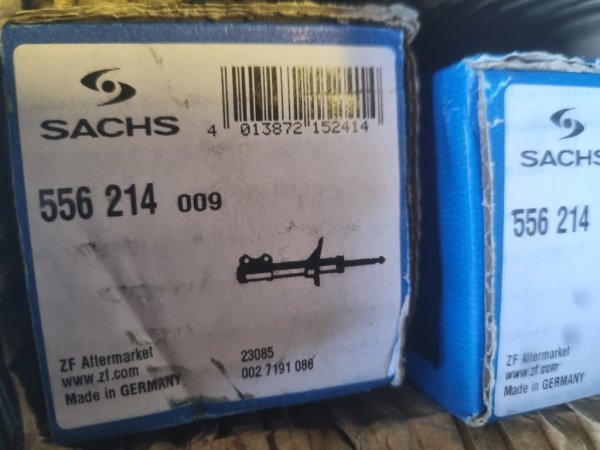 SACHS
4 013872 152414
556 214 009
ZF Aftermarket
www.zf.com
Made in GERMANY
23085
002 7191 086
SACHS
556 214
ZF Aftermarket
www.zf.com
Made in GERMANY